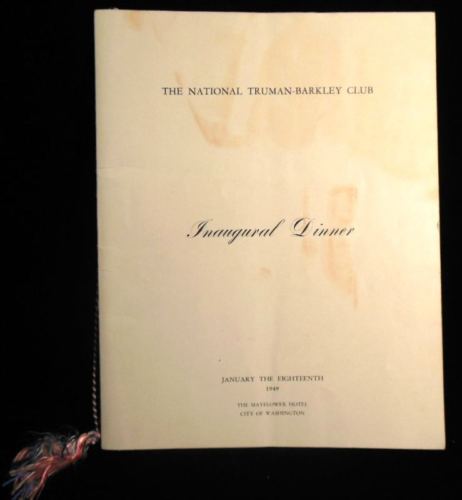 THE NATIONAL TRUMAN-BARKLEY CLUB
Inaugural Dinner
JANUARY THE EIGHTEENTH
1949
THE MAYFLOWER HOTEL
CITY OF WASHINGTON